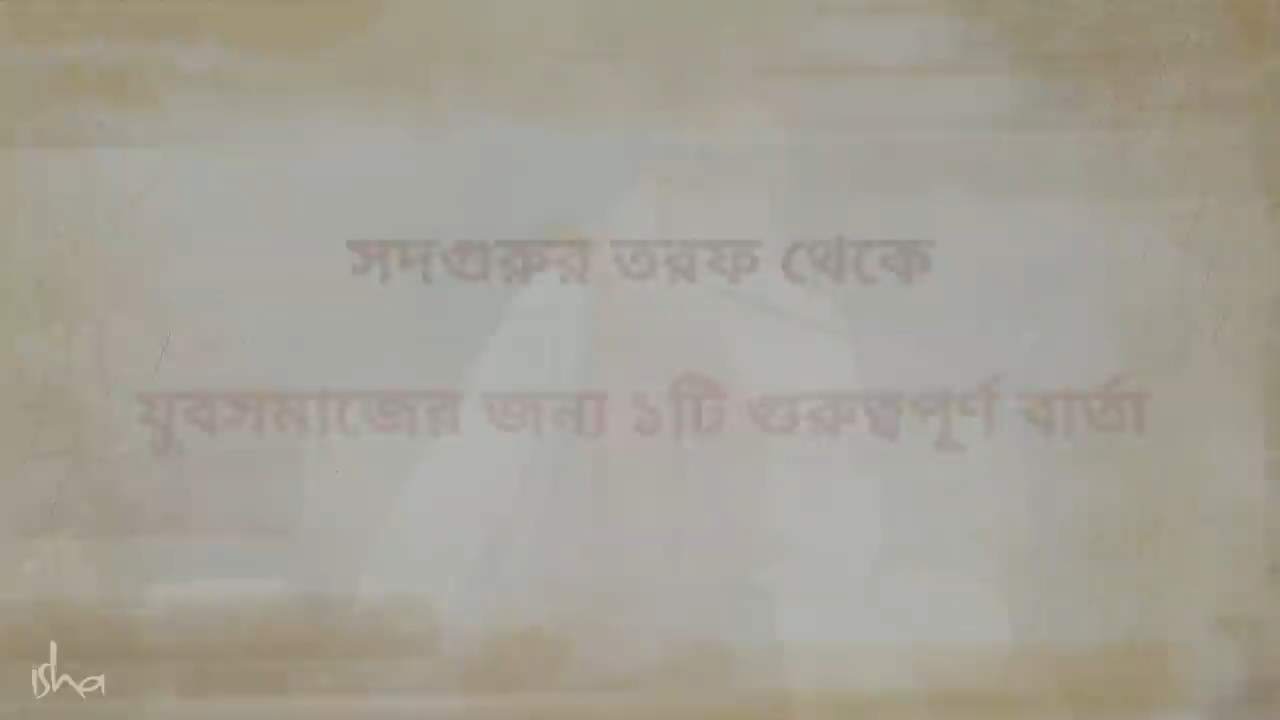 সদগুরুর তরফ থেকে
যুবসমাজের জন্য ১টি গুরুত্বপূর্ণ বার্তা
isha